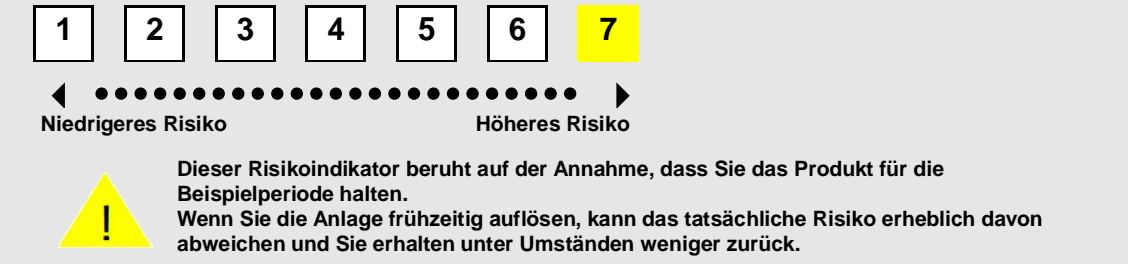 1 2 3 4 5 6 7
Niedrigeres Risiko Höheres Risiko
Dieser Risikoindikator beruht auf der Annahme, dass Sie das Produkt für die
Beispielperiode halten.
Wenn Sie die Anlage frühzeitig auflösen, kann das tatsächliche Risiko erheblich davon
abweichen und Sie erhalten unter Umständen weniger zurück.
!